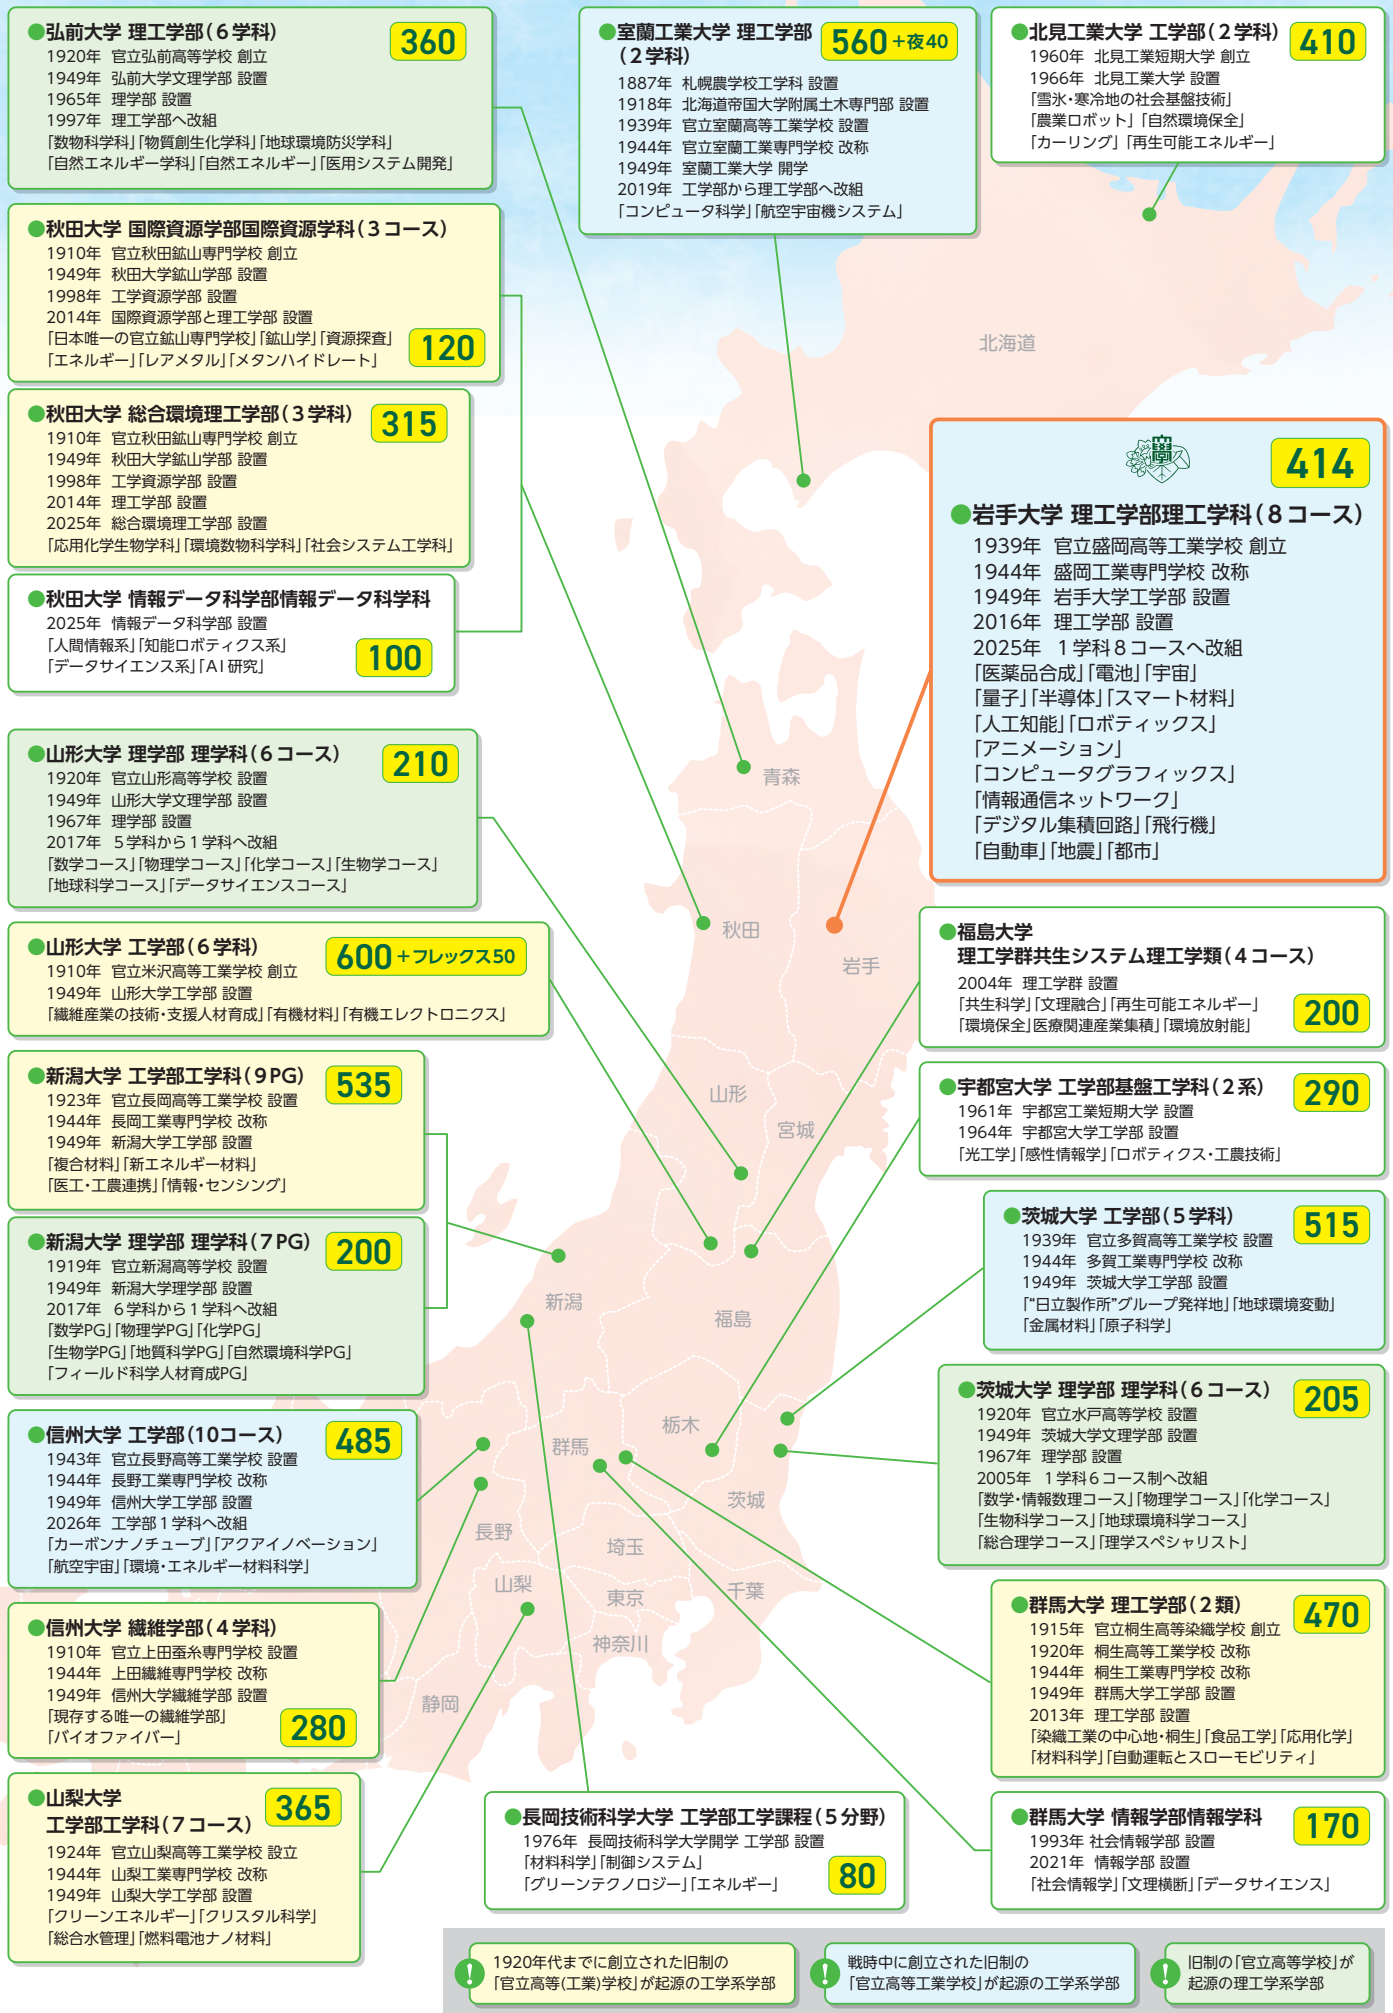 ●弘前大学 理工学部(6学科)
360
1920年 官立弘前高等学校 創立
1949年 弘前大学文理学部 設置
1965年 理学部 設置
1997年 理工学部へ改組
「数物科学科」「物質創生化学科」「地球環境防災学科」
「自然エネルギー学科」「自然エネルギー」「医用システム開発」
●室蘭工業大学 理工学部
(2学科)
560+夜40
1887年 札幌農学校工学科 設置
1918年 北海道帝国大学附属土木専門部 設置
1939年 官立室蘭高等工業学校 設置
1944年 官立室蘭工業専門学校 改称
1949年 室蘭工業大学 開学
2019年 工学部から理工学部へ改組
「コンピュータ科学」「航空宇宙機システム」
●北見工業大学 工学部(2学科)
410
1960年 北見工業短期大学 創立
1966年 北見工業大学 設置
「雪氷・寒冷地の社会基盤技術」
「農業ロボット」「自然環境保全」
「カーリング」「再生可能エネルギー」
●秋田大学 国際資源学部国際資源学科(3コース)
1910年 官立秋田鉱山専門学校 創立
1949年 秋田大学鉱山学部 設置
1998年 工学資源学部 設置
2014年 国際資源学部と理工学部 設置
「日本唯一の官立鉱山専門学校」「鉱山学」「資源探査」
「エネルギー」「レアメタル」「メタンハイドレート」
120
●秋田大学 総合環境理工学部(3学科)
315
1910年 官立秋田鉱山専門学校 創立
1949年 秋田大学鉱山学部 設置
1998年 工学資源学部 設置
2014年 理工学部 設置
2025年 総合環境理工学部 設置
「応用化学生物学科」「環境数物科学科」「社会システム工学科」
●秋田大学 情報データ科学部情報データ科学科
2025年 情報データ科学部 設置
「人間情報系」「知能ロボティクス系」
「データサイエンス系」「AI研究」
100
北海道
學
414
●岩手大学 理工学部理工学科(8コース)
1939年 官立盛岡高等工業学校 創立
1944年 盛岡工業専門学校 改称
1949年 岩手大学工学部 設置
2016年 理工学部 設置
2025年 1学科8コースへ改組
「医薬品合成」「電池」「宇宙」
「量子」「半導体」「スマート材料」
「人工知能」「ロボティックス」
「アニメーション」
「コンピュータグラフィックス」
「情報通信ネットワーク」
「デジタル集積回路」「飛行機」
「自動車」「地震」「都市」
●山形大学 理学部 理学科(6コース)
210
1920年 官立山形高等学校 設置
1949年 山形大学文理学部 設置
1967年 理学部 設置
2017年 5学科から1学科へ改組
「数学コース」「物理学コース」「化学コース」「生物学コース」
「地球科学コース」「データサイエンスコース」
●山形大学 工学部(6学科)
600+フレックス50
1910年 官立米沢高等工業学校 創立
1949年 山形大学工学部 設置
「繊維産業の技術・支援人材育成」「有機材料」「有機エレクトロニクス」
青森
秋田
岩手
山形
宮城
●福島大学
理工学群共生システム理工学類(4コース)
2004年 理工学群 設置
「共生科学」「文理融合」「再生可能エネルギー」
「環境保全」医療関連産業集積」「環境放射能」
200
●新潟大学 工学部工学科(9PG)
535
1923年 官立長岡高等工業学校 設置
1944年 長岡工業専門学校 改称
1949年 新潟大学工学部 設置
「複合材料」「新エネルギー材料」
「医工・工農連携」「情報・センシング」
●宇都宮大学 工学部基盤工学科(2系)
290
1961年 宇都宮工業短期大学 設置
1964年 宇都宮大学工学部 設置
「光工学」「感性情報学」「ロボティクス・工農技術」
●新潟大学 理学部 理学科(7PG)
200
1919年 官立新潟高等学校 設置
1949年 新潟大学理学部 設置
2017年 6学科から1学科へ改組
「数学PG」「物理学PG」「化学PG」
「生物学PG」「地質科学PG」「自然環境科学PG」
「フィールド科学人材育成PG」
●茨城大学 工学部(5学科)
515
1939年 官立多賀高等工業学校 設置
1944年 多賀工業専門学校 改称
1949年 茨城大学工学部 設置
「“日立製作所”グループ発祥地」「地球環境変動」
「金属材料」「原子科学」
新潟
福島
栃木
群馬
茨城
長野
埼玉
山梨
東京
千葉
神奈川
静岡
●茨城大学 理学部 理学科(6コース)
205
1920年 官立水戸高等学校 設置
1949年 茨城大学文理学部 設置
1967年 理学部 設置
2005年 1学科6コース制へ改組
「数学・情報数理コース」「物理学コース」「化学コース」
「生物科学コース」「地球環境科学コース」
「総合理学コース」「理学スペシャリスト」
●信州大学 工学部(10コース)
485
1943年 官立長野高等工業学校 設置
1944年 長野工業専門学校 改称
1949年 信州大学工学部 設置
2026年 工学部1学科へ改組
「カーボンナノチューブ」「アクアイノベーション」
「航空宇宙」「環境・エネルギー材料科学」
●信州大学 繊維学部(4学科)
1910年 官立上田蚕糸専門学校 設置
1944年 上田繊維専門学校 改称
1949年 信州大学繊維学部 設置
「現存する唯一の繊維学部」
「バイオファイバー」
280
●群馬大学 理工学部(2類)
470
1915年 官立桐生高等染織学校 創立
1920年 桐生高等工業学校 改称
1944年 桐生工業専門学校 改称
1949年 群馬大学工学部 設置
2013年 理工学部 設置
「染織工業の中心地・桐生」「食品工学」「応用化学」
「材料科学」「自動運転とスローモビリティ」
●山梨大学
工学部工学科(7コース)
365
1924年 官立山梨高等工業学校 設立
1944年 山梨工業専門学校 改称
1949年 山梨大学工学部 設置
「クリーンエネルギー」「クリスタル科学」
「総合水管理」「燃料電池ナノ材料」
●長岡技術科学大学 工学部工学課程(5分野)
1976年 長岡技術科学大学開学 工学部 設置
「材料科学」「制御システム」
「グリーンテクノロジー」「エネルギー」
80
●群馬大学 情報学部情報学科
170
1993年 社会情報学部 設置
2021年 情報学部 設置
「社会情報学」「文理横断」「データサイエンス」
! 1920年代までに創立された旧制の
「官立高等(工業)学校」が起源の工学系学部
! 戦時中に創立された旧制の
「官立高等工業学校」が起源の工学系学部
! 旧制の「官立高等学校」が
起源の理工学系学部